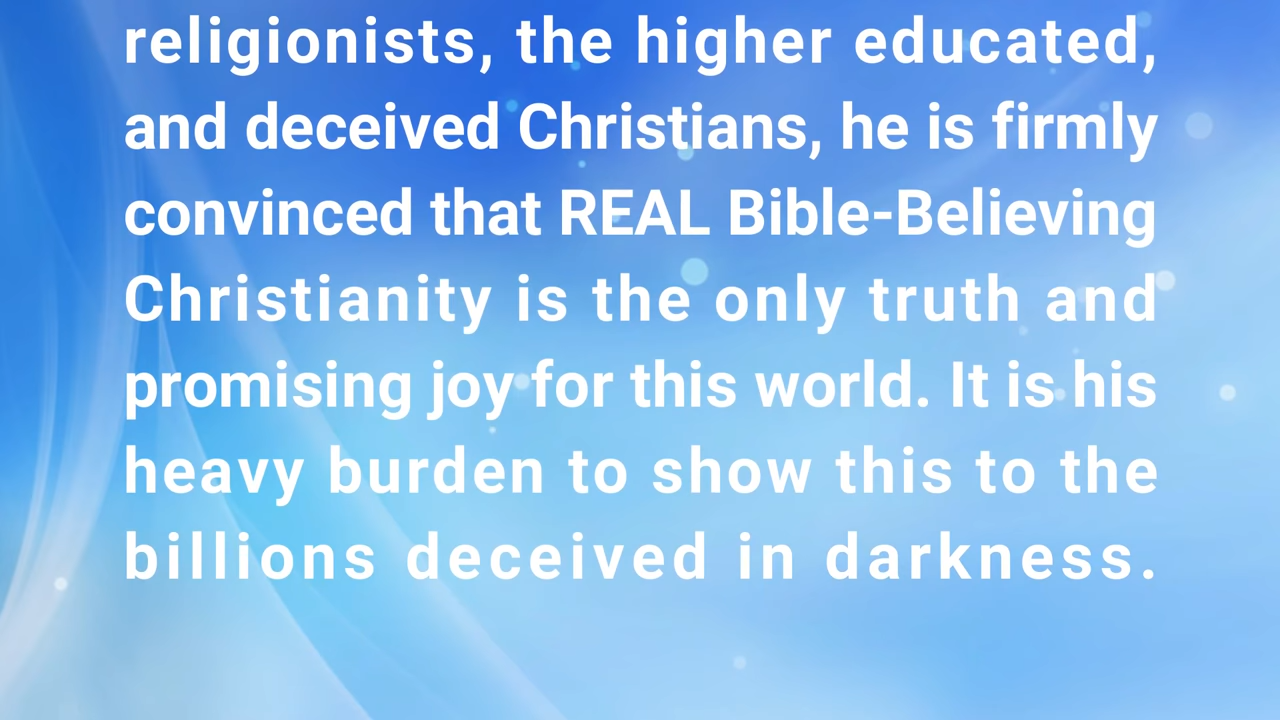 religionists, the higher educated,
and deceived Christians, he is firmly
convinced that REAL Bible-Believing
Christianity is the only truth and
promising joy for this world. It is his
heavy burden to show this to the
billions deceived in darkness.